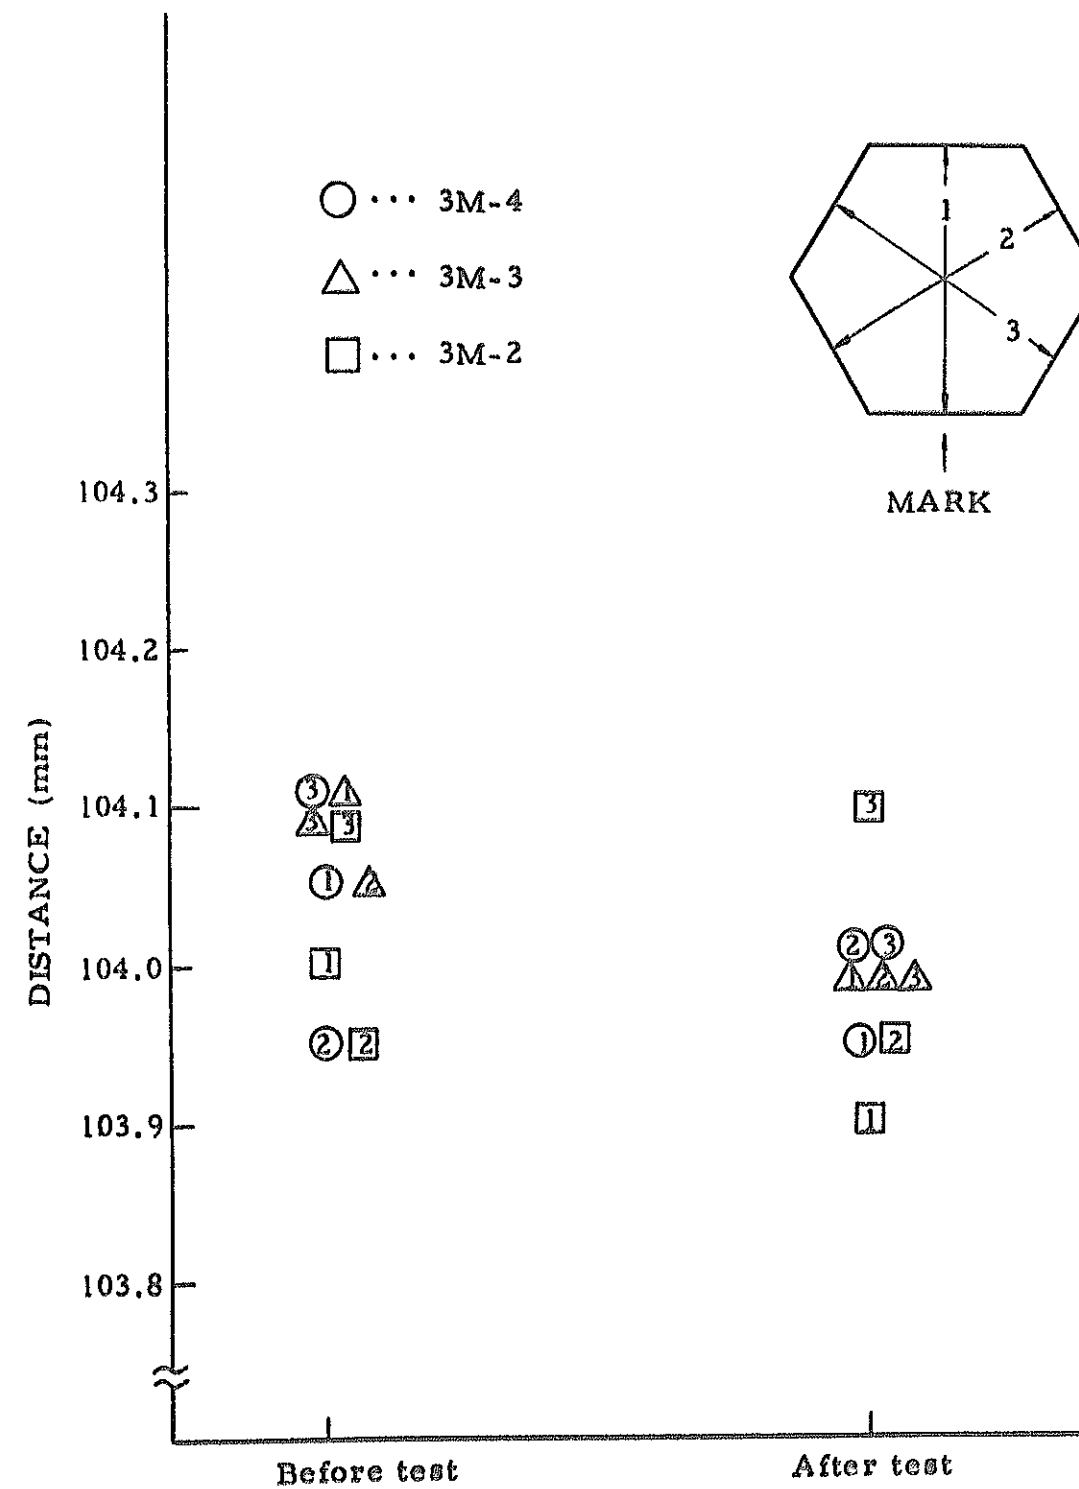 ○ ··· 3M-4
△ ··· 3M-3
□ ··· 3M-2
1
2
3
MARK
104.3
104.2
104.1
104.0
103.9
103.8
DISTANCE (mm)
3 1
3 3
1 2
1
2 2
3
2 3
1 2 3
1 2
1
Before test
After test